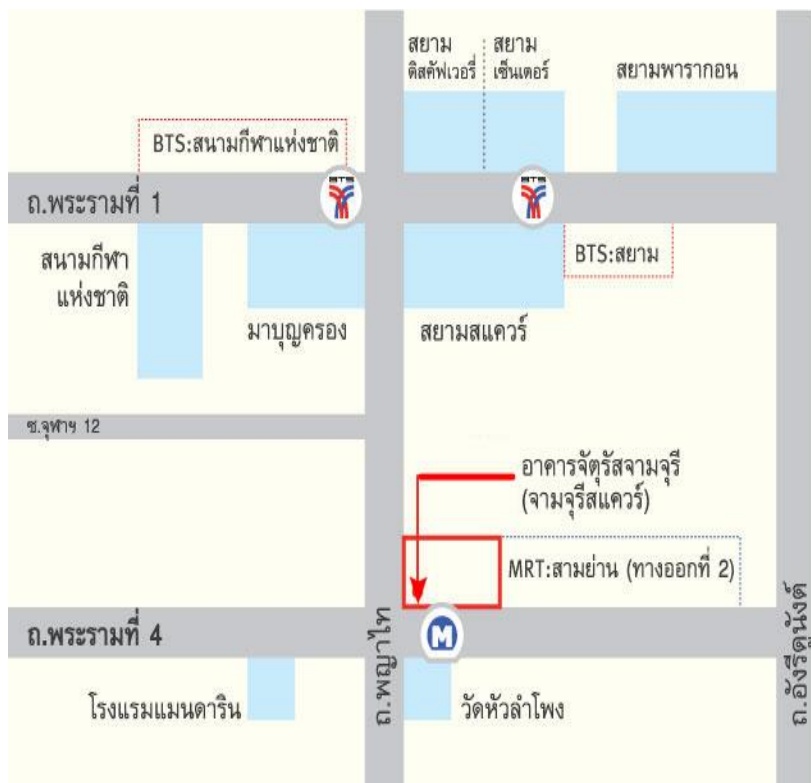 สยาม
ดิสคัฟเวอรี่
สยาม
เซ็นเตอร์
สยามพารากอน
BTS:สนามกีฬาแห่งชาติ
BTS
BTS
ถ.พระรามที่ 1
สนามกีฬา
แห่งชาติ
BTS:สยาม
มาบุญครอง
สยามสแควร์
ซ.จุฬาฯ 12
อาคารจัตุรัสจามจุรี
(จามจุรีสแควร์)
MRT:สามย่าน (ทางออกที่ 2)
ถ.พระรามที่ 4
M
ถ.พญาไท
ถ.อังรีดูนังต์
โรงแรมแมนดาริน
วัดหัวลำโพง